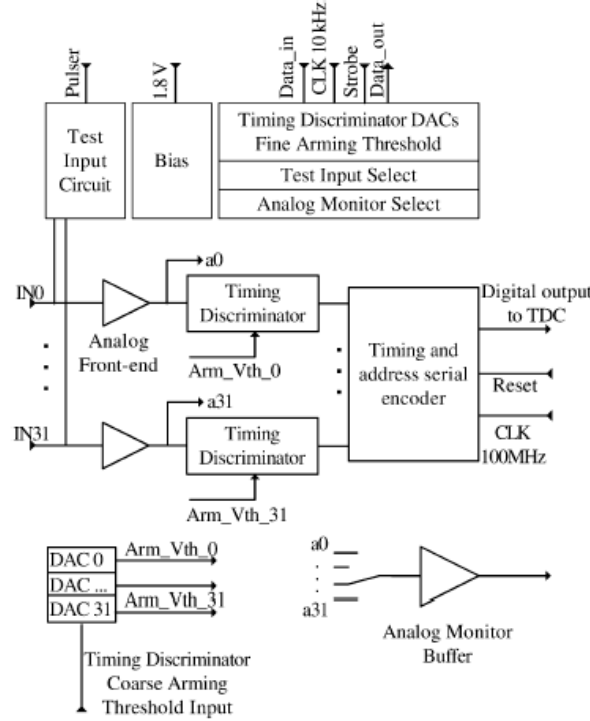 Pulser
1.8 V
Data_in
CLK 10 kHz
Strobe
Data_out
Test
Input
Circuit
Bias
Timing Discriminator DACs
Fine Arming Threshold
Test Input Select
Analog Monitor Select
a0
IN0
Timing
Discriminator
Analog
Front-end
Arm_Vth_0
Digital output
to TDC
Timing and
address serial
encoder
Reset
a31
IN31
Timing
Discriminator
CLK
100MHz
Arm_Vth_31
DAC 0
Arm_Vth_0
DAC ...
DAC 31
Arm_Vth_31
a0
a31
Analog Monitor
Buffer
Timing Discriminator
Coarse Arming
Threshold Input